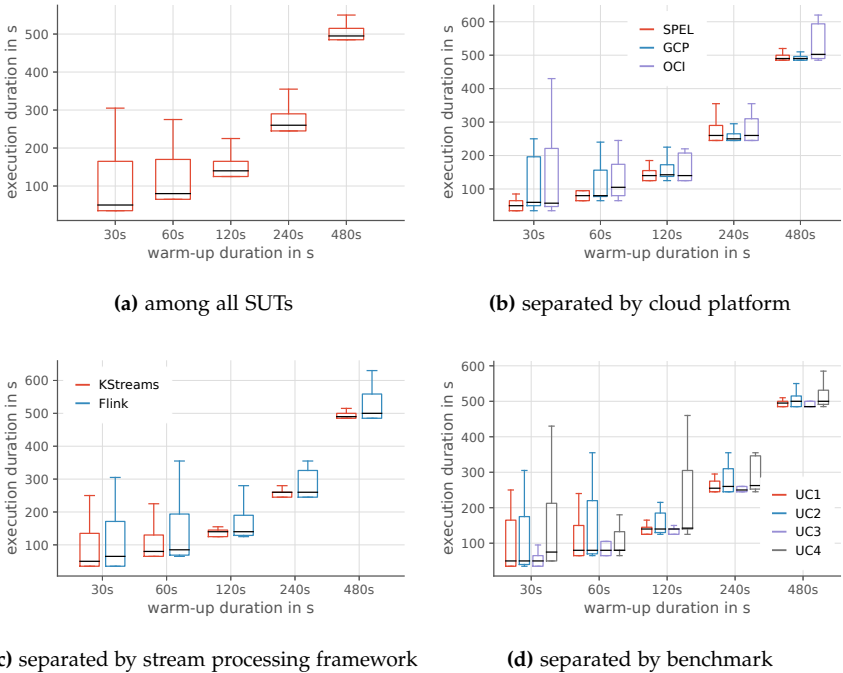 500
400
300
200
100
execution duration in s
30s 60s 120s 240s 480s
warm-up duration in s
(a) among all SUTs
SPEL
GCP
OCI
600
500
400
300
200
100
execution duration in s
30s 60s 120s 240s 480s
warm-up duration in s
(b) separated by cloud platform
KStreams
Flink
600
500
400
300
200
100
execution duration in s
30s 60s 120s 240s 480s
warm-up duration in s
c) separated by stream processing framework
600
500
400
300
200
100
execution duration in s
UC1
UC2
UC3
UC4
30s 60s 120s 240s 480s
warm-up duration in s
(d) separated by benchmark